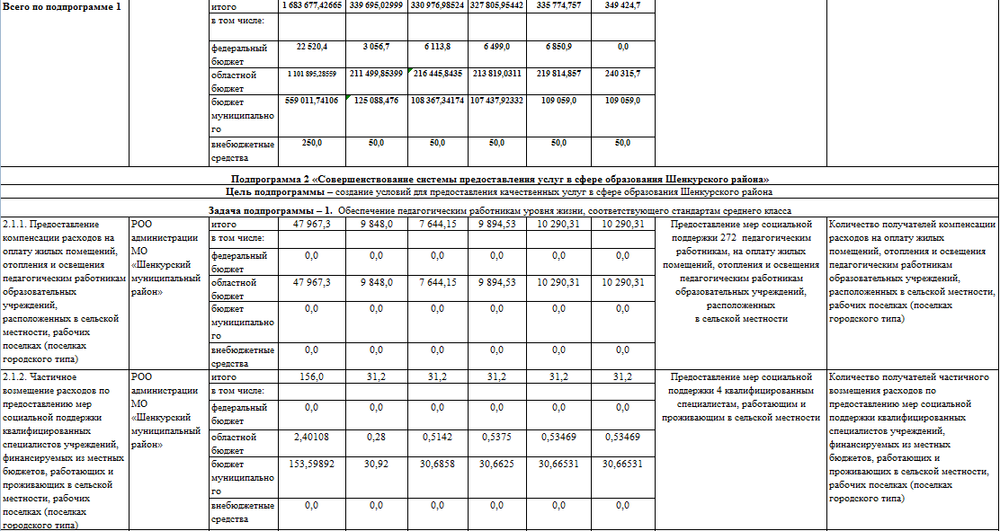 Всего по подпрограмме 1
итого 1 683 677,42665 339 695,02999 330 976,98524 327 805,95442 335 774,757 349 424,7
в том числе:
федеральный бюджет 22 520,4 3 056,7 6 113,8 6 499,0 6 850,9 0,0
областной бюджет 1 101 895,28559 211 499,85399 216 445,8435 213 819,0311 219 814,857 240 315,7
бюджет муниципально го 559 011,74106 125 088,476 108 367,34174 107 437,92332 109 059,0 109 059,0
внебюджетные средства 250,0 50,0 50,0 50,0 50,0 50,0
Подпрограмма 2 «Совершенствование системы предоставления услуг в сфере образования Шенкурского района»
Цель подпрограммы – создание условий для предоставления качественных услуг в сфере образования Шенкурского района
Задача подпрограммы – 1. Обеспечение педагогическим работникам уровня жизни, соответствующего стандартам среднего класса
2.1.1. Предоставление
компенсации расходов на
оплату жилых помещений,
отопления и освещения
педагогическим работникам
образовательных
учреждений,
расположенных в сельской
местности, рабочих
поселках (поселках
городского типа)
РОО
администрации
МО
«Шенкурский
муниципальный
район»
итого 47 967,3 9 848,0 7 644,15 9 894,53 10 290,31 10 290,31
в том числе:
федеральный бюджет 0,0 0,0 0,0 0,0 0,0 0,0
областной бюджет 47 967,3 9 848,0 7 644,15 9 894,53 10 290,31 10 290,31
бюджет муниципально го 0,0 0,0 0,0 0,0 0,0 0,0
внебюджетные средства 0,0 0,0 0,0 0,0 0,0 0,0
Предоставление мер социальной
поддержки 272 педагогическим
работникам, на оплату жилых
помещений, отопления и освещения
педагогическим работникам
образовательных учреждений,
расположенных
в сельской местности
Количество получателей компенсации
расходов на оплату жилых
помещений, отопления и освещения
педагогическим работникам
образовательных учреждений,
расположенных в сельской местности,
рабочих поселках (поселках
городского типа)
2.1.2. Частичное
возмещение расходов по
предоставлению мер
социальной поддержки
квалифицированных
специалистов учреждений,
финансируемых из местных
бюджетов, работающих и
проживающих в сельской
местности, рабочих
поселках (поселках
городского типа)
РОО
администрации
МО
«Шенкурский
муниципальный
район»
итого 156,0 31,2 31,2 31,2 31,2 31,2
в том числе:
федеральный бюджет 0,0 0,0 0,0 0,0 0,0 0,0
областной бюджет 2,40108 0,28 0,5142 0,5375 0,53469 0,53469
бюджет муниципально го 153,59892 30,92 30,6858 30,6625 30,66531 30,66531
внебюджетные средства 0,0 0,0 0,0 0,0 0,0 0,0
Предоставление мер социальной
поддержки 4 квалифицированным
специалистам, работающим и
проживающим в сельской местности
Количество получателей частичного
возмещения расходов по
предоставлению мер социальной
поддержки квалифицированных
специалистов учреждений,
финансируемых из местных
бюджетов, работающих и
проживающих в сельской местности,
рабочих поселках (поселках
городского типа)